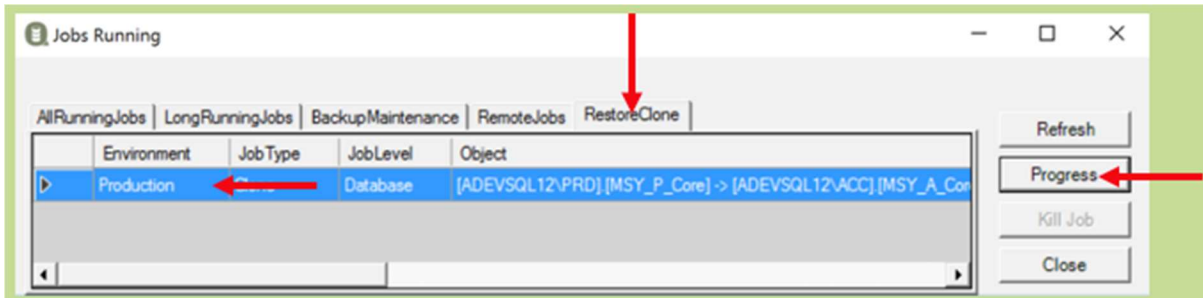 Jobs Running
AllRunningJobs LongRunningJobs BackupMaintenance RemoteJobs RestoreClone
Environment JobType JobLevel Object
Production Clone Database [ADEVSQL12\PRD].[MSY_P_Core] -> [ADEVSQL12\ACC].[MSY_A_Cor
Refresh
Progress
Kill Job
Close